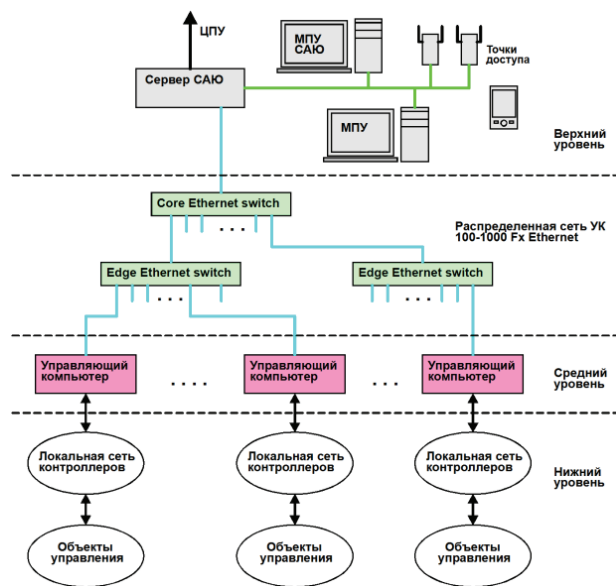 ЦПУ
МПУ
САЮ
Точки
доступа
Сервер САЮ
МПУ
Верхний
уровень
Core Ethernet switch
Распределенная сеть УК
100-1000 Fx Ethernet
Edge Ethernet switch
Edge Ethernet switch
Управляющий
компьютер
Управляющий
компьютер
Управляющий
компьютер
Средний
уровень
Локальная сеть
контроллеров
Локальная сеть
контроллеров
Локальная сеть
контроллеров
Нижний
уровень
Объекты
управления
Объекты
управления
Объекты
управления